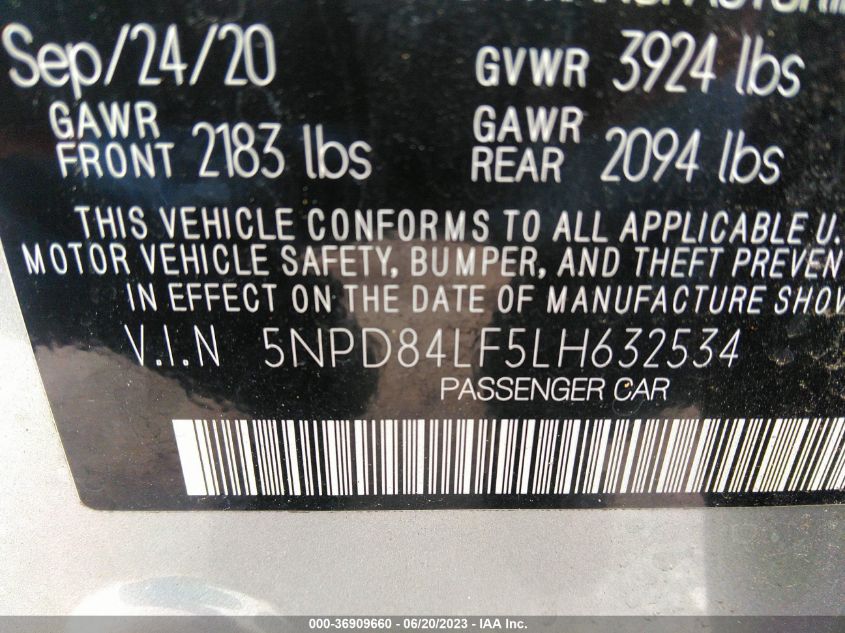 Sep/24/20 GVWR 3924 lbs
GAWR FRONT 2183 lbs GAWR REAR 2094 lbs
THIS VEHICLE CONFORMS TO ALL APPLICABLE U.
MOTOR VEHICLE SAFETY, BUMPER, AND THEFT PREVEN
IN EFFECT ON THE DATE OF MANUFACTURE SHOW
V.I.N 5NPD84LF5LH632534
PASSENGER CAR
000-36909660 - 06/20/2023 - IAA Inc.